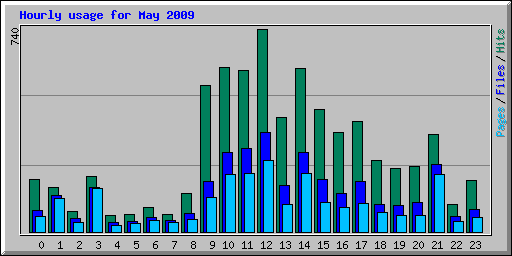 Hourly usage for May 2009
740
Pages/Files/Hits
0 1 2 3 4 5 6 7 8 9 10 11 12 13 14 15 16 17 18 19 20 21 22 23